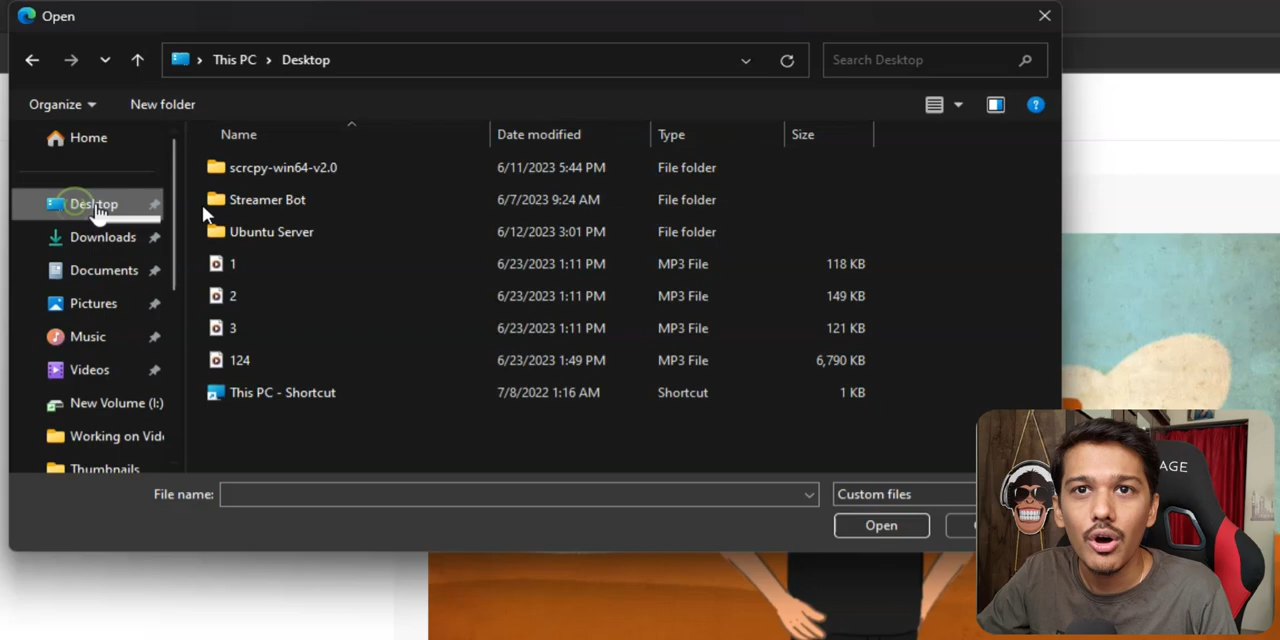 Open
This PC > Desktop
Search Desktop
Organize
New folder
?
Name Date modified Type Size
Home
Desktop
Downloads
Documents
Pictures
Music
Videos
New Volume (I:)
Working on Vid
Thumbnails
scrcpy-win64-v2.0 6/11/2023 5:44 PM File folder
Streamer Bot 6/7/2023 9:24 AM File folder
Ubuntu Server 6/12/2023 3:01 PM File folder
1 6/23/2023 1:11 PM MP3 File 118 KB
2 6/23/2023 1:11 PM MP3 File 149 KB
3 6/23/2023 1:11 PM MP3 File 121 KB
124 6/23/2023 1:49 PM MP3 File 6,790 KB
This PC - Shortcut 7/8/2022 1:16 AM Shortcut 1 KB
File name:
Custom files
Open
AGE